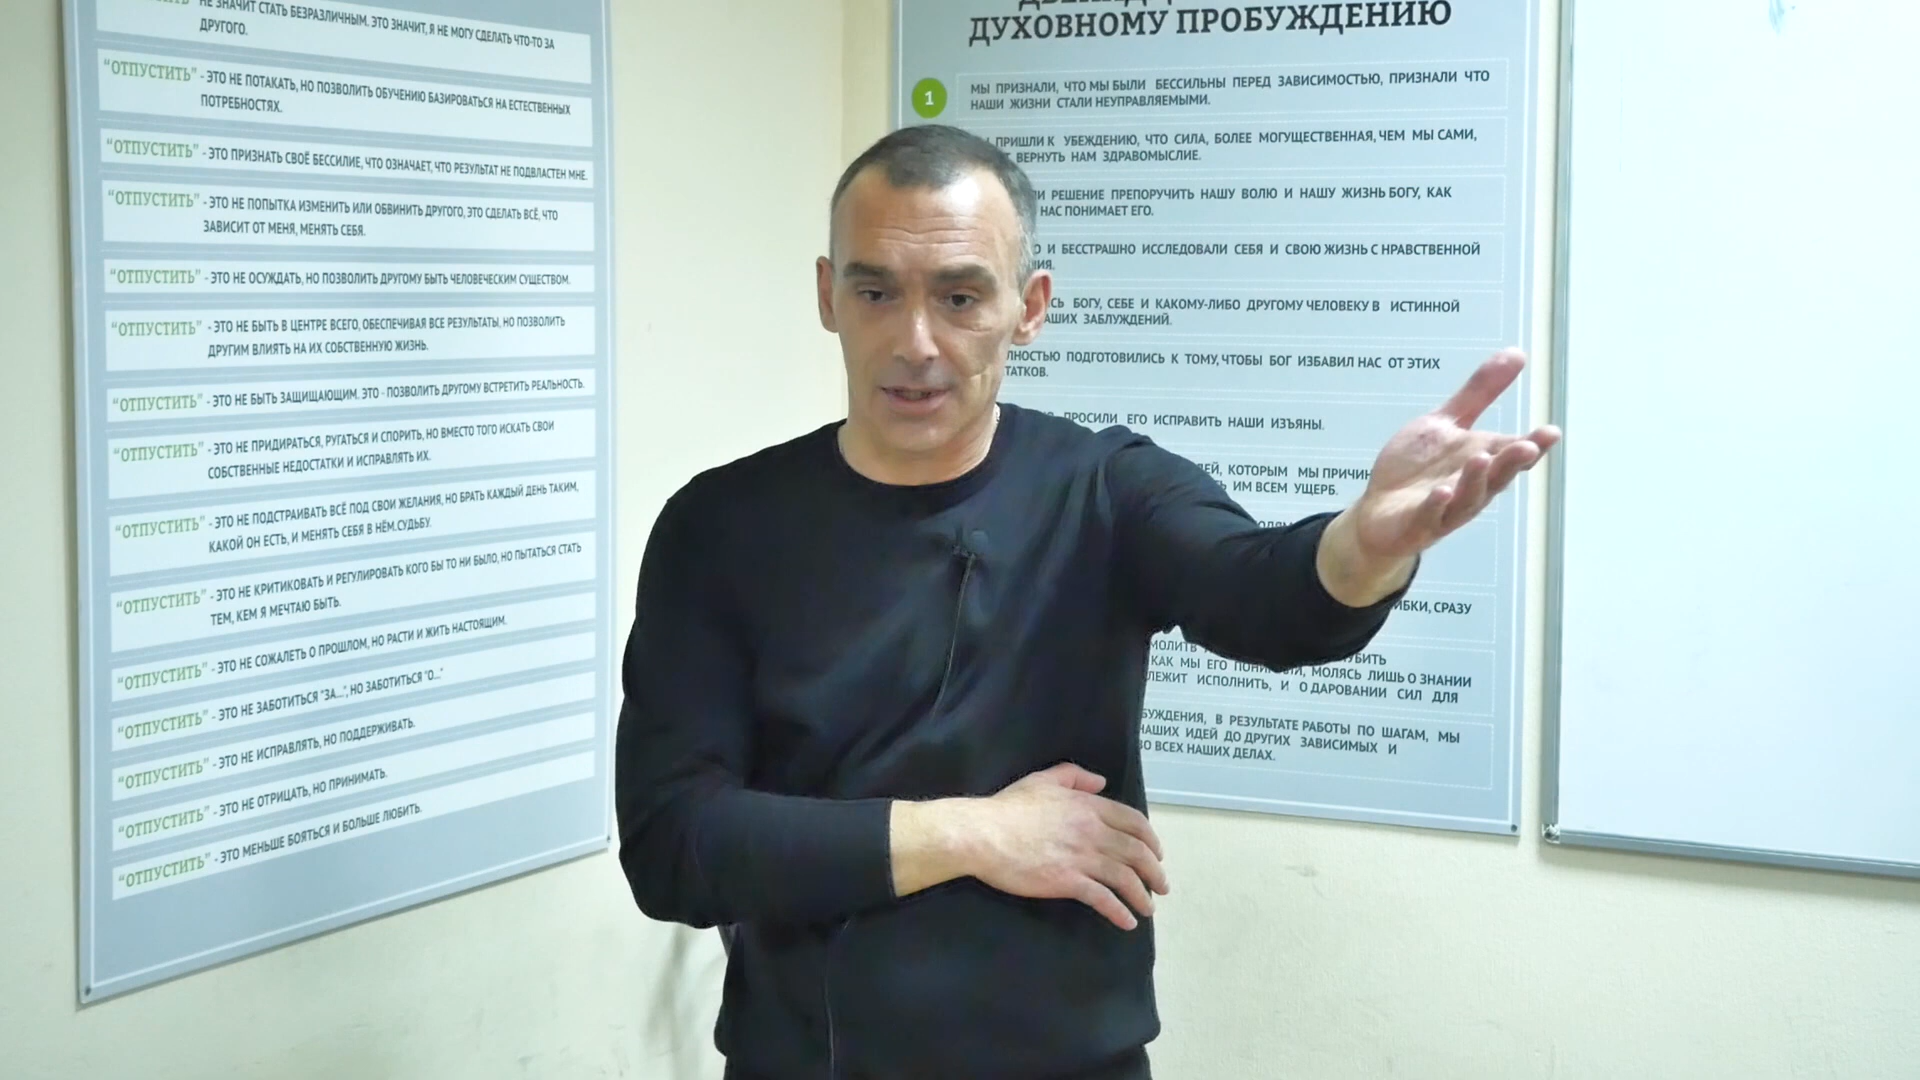 НЕ ЗНАЧИТ СТАТЬ БЕЗРАЗЛИЧНЫМ. ЭТО ЗНАЧИТ, Я НЕ МОГУ СДЕЛАТЬ ЧТО-ТО ЗА
ДРУГОГО.
"ОТПУСТИТЬ" - ЭТО НЕ ПОТАКАТЬ, НО ПОЗВОЛИТЬ ОБУЧЕНИЮ БАЗИРОВАТЬСЯ НА ЕСТЕСТВЕННЫХ
ПОТРЕБНОСТЯХ.
"ОТПУСТИТЬ" - ЭТО ПРИЗНАТЬ СВОЁ БЕССИЛИЕ, ЧТО ОЗНАЧАЕТ, ЧТО РЕЗУЛЬТАТ НЕ ПОДВЛАСТЕН МНЕ.
"ОТПУСТИТЬ" - ЭТО НЕ ПОПЫТКА ИЗМЕНИТЬ ИЛИ ОБВИНИТЬ ДРУГОГО, ЭТО СДЕЛАТЬ ВСЁ, ЧТО
ЗАВИСИТ ОТ МЕНЯ, МЕНЯТЬ СЕБЯ.
"ОТПУСТИТЬ" - ЭТО НЕ ОСУЖДАТЬ, НО ПОЗВОЛИТЬ ДРУГОМУ БЫТЬ ЧЕЛОВЕЧЕСКИМ СУЩЕСТВОМ.
"ОТПУСТИТЬ" - ЭТО НЕ БЫТЬ В ЦЕНТРЕ ВСЕГО, ОБЕСПЕЧИВАЯ ВСЕ РЕЗУЛЬТАТЫ, НО ПОЗВОЛИТЬ
ДРУГИМ ВЛИЯТЬ НА ИХ СОБСТВЕННУЮ ЖИЗНЬ.
"ОТПУСТИТЬ" - ЭТО НЕ БЫТЬ ЗАЩИЩАЮЩИМ. ЭТО - ПОЗВОЛИТЬ ДРУГОМУ ВСТРЕТИТЬ РЕАЛЬНОСТЬ.
"ОТПУСТИТЬ" - ЭТО НЕ ПРИДИРАТЬСЯ, РУГАТЬСЯ И СПОРИТЬ, НО ВМЕСТО ТОГО ИСКАТЬ СВОИ
СОБСТВЕННЫЕ НЕДОСТАТКИ И ИСПРАВЛЯТЬ ИХ.
"ОТПУСТИТЬ" - ЭТО НЕ ПОДСТРАИВАТЬ ВСЁ ПОД СВОИ ЖЕЛАНИЯ, НО БРАТЬ КАЖДЫЙ ДЕНЬ ТАКИМ,
КАКОЙ ОН ЕСТЬ, И МЕНЯТЬ СЕБЯ В НЁМ.СУДЬБУ.
"ОТПУСТИТЬ" - ЭТО НЕ КРИТИКОВАТЬ И РЕГУЛИРОВАТЬ КОГО БЫ ТО НИ БЫЛО, НО ПЫТАТЬСЯ СТАТЬ
ТЕМ, КЕМ Я МЕЧТАЮ БЫТЬ.
"ОТПУСТИТЬ" - ЭТО НЕ СОЖАЛЕТЬ О ПРОШЛОМ, НО РАСТИ И ЖИТЬ НАСТОЯЩИМ.
"ОТПУСТИТЬ" - ЭТО НЕ ЗАБОТИТЬСЯ "ЗА...", НО ЗАБОТИТЬСЯ "О..."
"ОТПУСТИТЬ" - ЭТО НЕ ИСПРАВЛЯТЬ, НО ПОДДЕРЖИВАТЬ.
"ОТПУСТИТЬ" - ЭТО НЕ ОТРИЦАТЬ, НО ПРИНИМАТЬ.
"ОТПУСТИТЬ" - ЭТО МЕНЬШЕ БОЯТЬСЯ И БОЛЬШЕ ЛЮБИТЬ.
ДУХОВНОМУ ПРОБУЖДЕНИЮ
1 МЫ ПРИЗНАЛИ, ЧТО МЫ БЫЛИ БЕССИЛЬНЫ ПЕРЕД ЗАВИСИМОСТЬЮ, ПРИЗНАЛИ ЧТО
НАШИ ЖИЗНИ СТАЛИ НЕУПРАВЛЯЕМЫМИ.
ПРИШЛИ К УБЕЖДЕНИЮ, ЧТО СИЛА, БОЛЕЕ МОГУЩЕСТВЕННАЯ, ЧЕМ МЫ САМИ,
ВЕРНУТЬ НАМ ЗДРАВОМЫСЛИЕ.
РЕШЕНИЕ ПРЕПОРУЧИТЬ НАШУ ВОЛЮ И НАШУ ЖИЗНЬ БОГУ, КАК
НАС ПОНИМАЕТ ЕГО.
И БЕССТРАШНО ИССЛЕДОВАЛИ СЕБЯ И СВОЮ ЖИЗНЬ С НРАВСТВЕННОЙ
БОГУ, СЕБЕ И КАКОМУ-ЛИБО ДРУГОМУ ЧЕЛОВЕКУ В ИСТИННОЙ
ЗАБЛУЖДЕНИЙ.
ПОДГОТОВИЛИСЬ К ТОМУ, ЧТОБЫ БОГ ИЗБАВИЛ НАС ОТ ЭТИХ
ПРОСИЛИ ЕГО ИСПРАВИТЬ НАШИ ИЗЪЯНЫ.
КОТОРЫМ МЫ
ИМ ВСЕМ УЩЕРБ.
СРАЗУ
КАК МЫ ЕГО МОЛЯСЬ ЛИШЬ О ЗНАНИИ
ИСПОЛНИТЬ, И О ДАРОВАНИИ СИЛ ДЛЯ
В РЕЗУЛЬТАТЕ РАБОТЫ ПО ШАГАМ, МЫ
ИДЕЙ ДО ДРУГИХ ЗАВИСИМЫХ И
ВО ВСЕХ НАШИХ ДЕЛАХ.